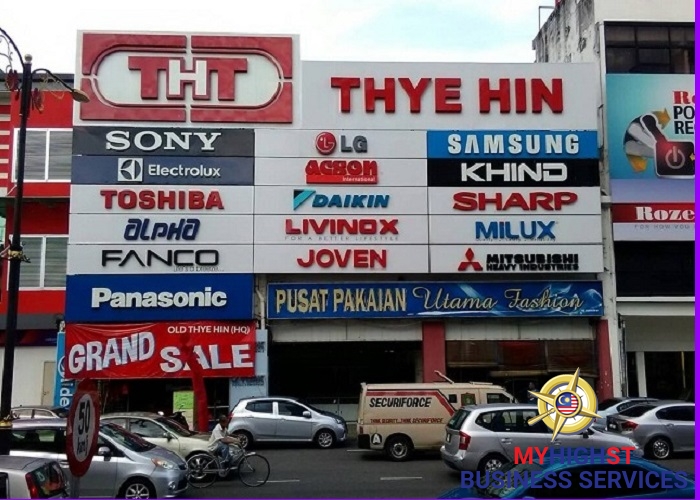 THT THYE HIN
SONY LG SAMSUNG
Electrolux ACSON KHIND
International
TOSHIBA DAIKIN SHARP
alpha LIVINOX MILUX
FOR A BETTER LIFESTYLE
FANCO JOVEN MITSUBISHI
HEAVY INDUSTRIES
Panasonic
PUSAT PAKAIAN Utama Fashion
OLD THYE HIN (HQ)
GRAND SALE
Roze
SECURIFORCE
50
MYHIGHST
BUSINESS SERVICES